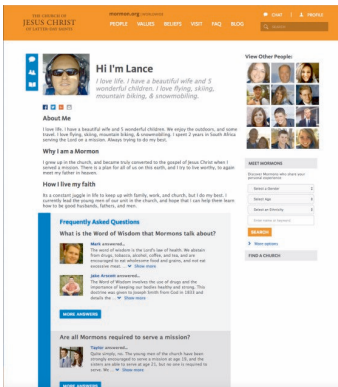 THE CHURCH OF
JESUS CHRIST
OF LATTER-DAY SAINTS
mormon.org
CHAT | PROFILE
PEOPLE VALUES BELIEFS VISIT FAQ BLOG
Hi I'm Lance
I love life. I have a beautiful wife and 5
wonderful children. I love flying, skiing,
mountain biking, & snowmobiling.
View Other People:
About Me
I love life. I have a beautiful wife and 5 wonderful children. We enjoy the outdoors, and some
travel. I love flying, skiing, mountain biking, & snowmobiling. I spent 2 years in South Africa
serving the Lord on a mission. Always trying to do my best.
Why I am a Mormon
I grew up in the church, and became truly converted to the gospel of Jesus Christ when I
served a mission. There is a plan for all of us on this earth, and I try to live worthy, to again
meet my father in heaven.
How I live my faith
As a constant juggle in life to keep up with family, work, and church, but I do my best. I
currently lead the young men of our unit in the church, and hope that I can help them learn
how to be good husbands, fathers, and men.
MEET MORMONS
Discover Mormons who share your
personal experience
Select a Gender
Select Age
Select an Ethnicity
Enter name or keyword
SEARCH
More options
FIND A CHURCH
Frequently Asked Questions
What is the Word of Wisdom that Mormons talk about?
Mark answered...
The word of wisdom is the Lord's law of health: We abstain
from drugs, tobacco, alcohol, coffee, and tea, and are
encouraged to eat wholesome food and grains, and not eat
excessive meat. ... Show more
answered...
The Word of Wisdom involves the use of drugs and the
importance of keeping our bodies healthy and strong. This
doctrine was given to Joseph Smith from God in 1833 and
details the ... Show more
MORE ANSWERS
Are all Mormons required to serve a mission?
Taylor answered...
Quite simply, no. The young men of the church have been
strongly encouraged to serve a mission at age 19, and the
sisters are able to serve at age 21, but no one is required to
serve. We ... Show more
MORE ANSWERS